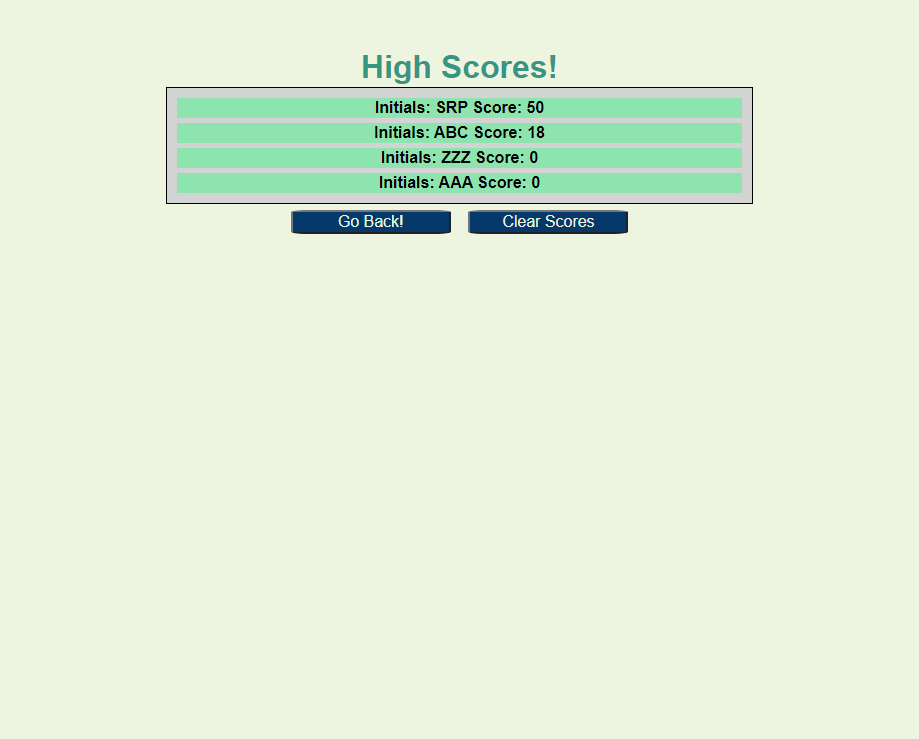 High Scores!
Initials: SRP Score: 50
Initials: ABC Score: 18
Initials: ZZZ Score: 0
Initials: AAA Score: 0
Go Back! Clear Scores